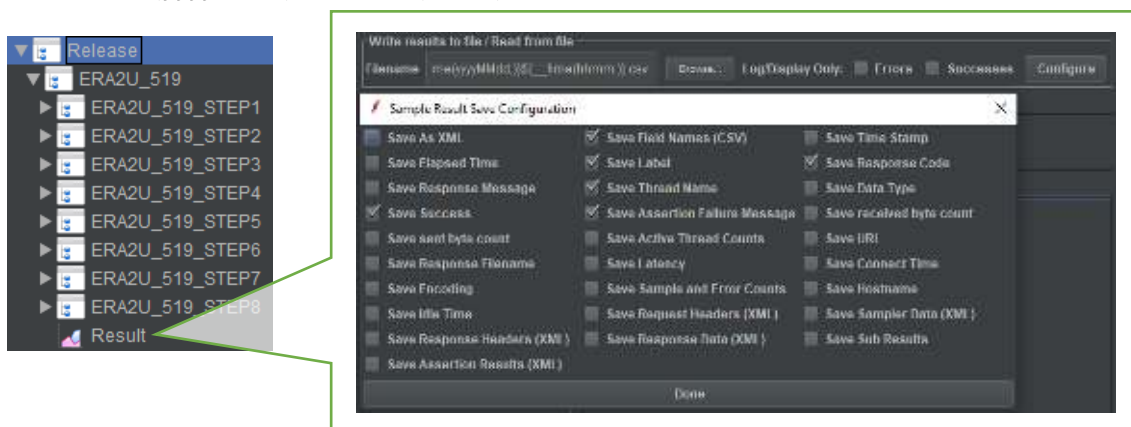 Release
ERA2U_519
ERA2U_519_STEP1
ERA2U_519_STEP2
ERA2U_519_STEP3
ERA2U_519_STEP4
ERA2U_519_STEP5
ERA2U_519_STEP6
ERA2U_519_STEP7
ERA2U_519_STEP8
Result
Write results to file / Read from file
Filename me(yyyyMMdd)}${__time(hhmm)}.csv Browse... Log/Display Only: Errors Successes Configure
Sample Result Save Configuration
Save As XML Save Field Names (CSV) Save Time Stamp
Save Elapsed Time Save Label Save Response Code
Save Response Message Save Thread Name Save Data Type
Save Success Save Assertion Failure Message Save received byte count
Save sent byte count Save Active Thread Counts Save URL
Save Response Filename Save Latency Save Connect Time
Save Encoding Save Sample and Error Counts Save Hostname
Save Idle Time Save Request Headers (XML) Save Sampler Data (XML)
Save Response Headers (XML) Save Response Data (XML) Save Sub Results
Save Assertion Results (XML)
Done